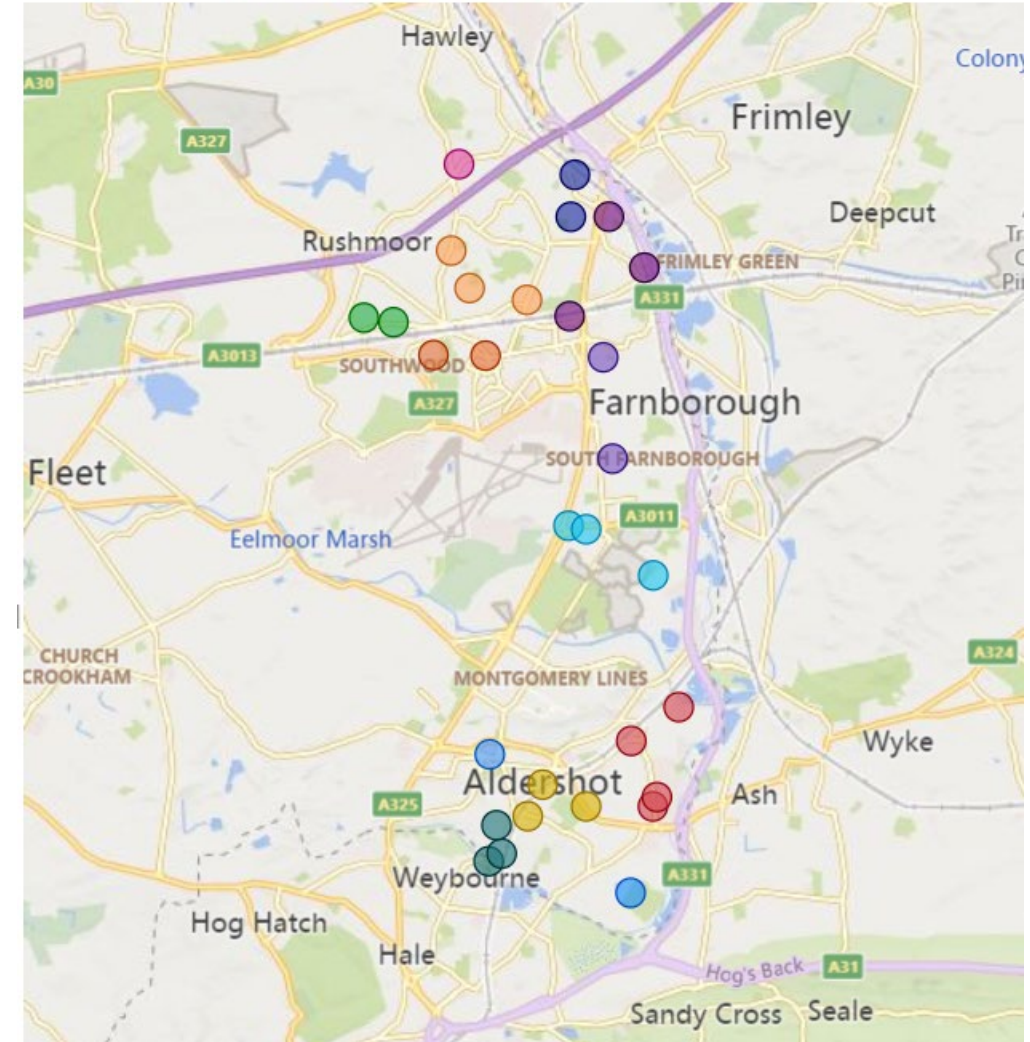 Hawley
Colony
A30
Frimley
A327
Deepcut
Rushmoor
FRIMLEY GREEN
A331
A3013
SOUTHWOOD
A327
Farnborough
SOUTH FARNBOROUGH
Fleet
A3011
Eelmoor Marsh
CHURCH
CROOKHAM
MONTGOMERY LINES
A324
Wyke
Aldershot
Ash
A325
Weybourne
A331
Hog Hatch
Hale
Hog's Back
A31
Sandy Cross
Seale